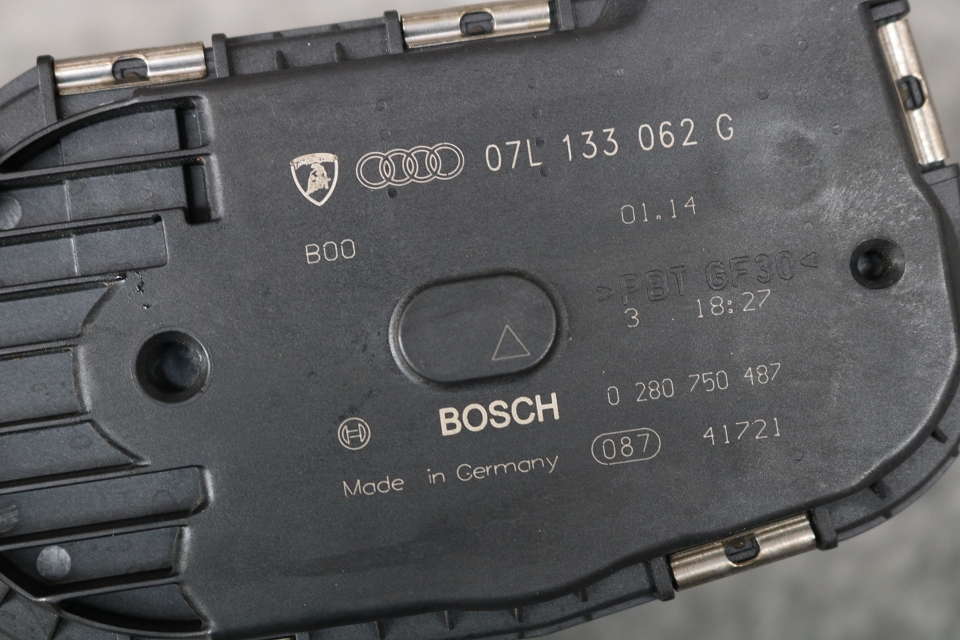 07L 133 062 G
01.14
B00
>PBT GF30<
3 18:27
0 280 750 487
BOSCH
087 41721
Made in Germany